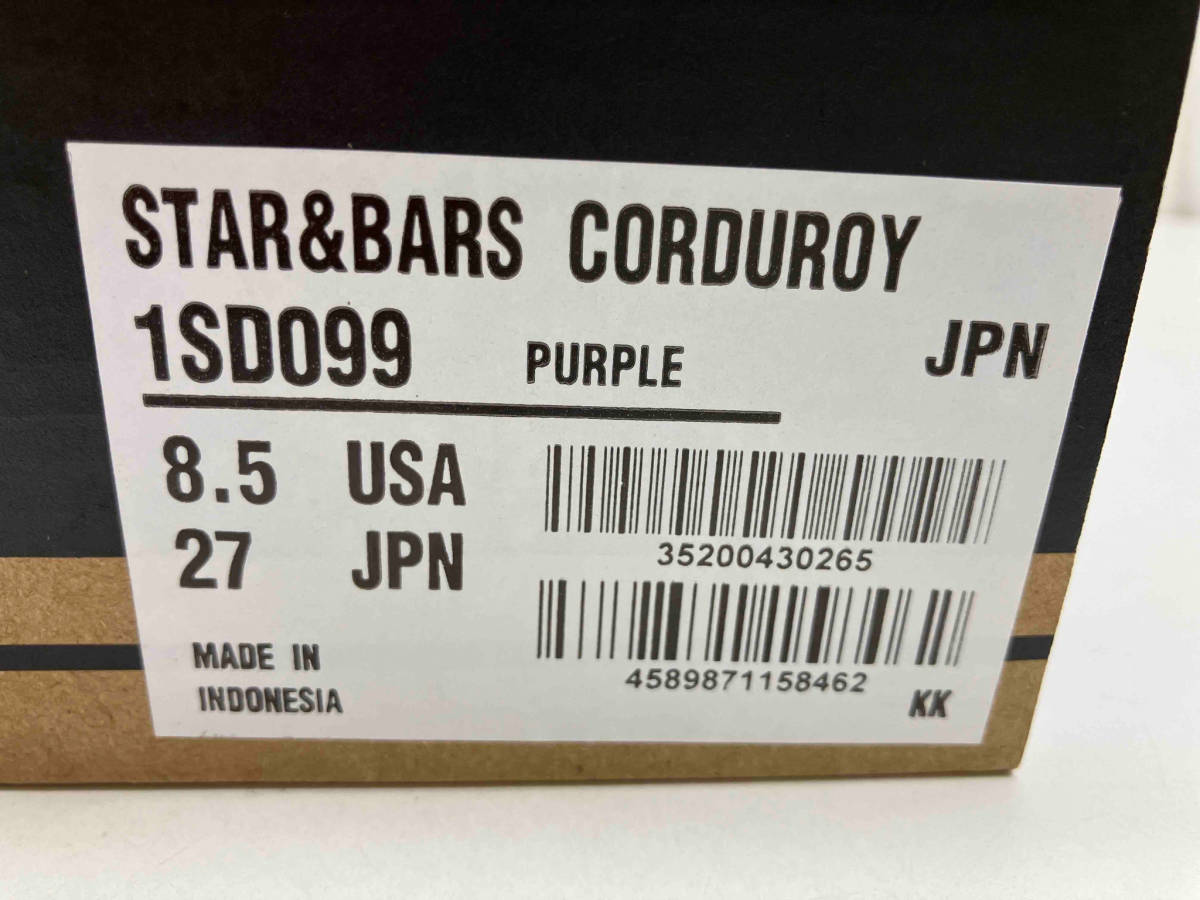 STAR&BARS CORDUROY
1SD099 PURPLE JPN
8.5 USA
27 JPN
35200430265
4589871158462
MADE IN
INDONESIA
KK